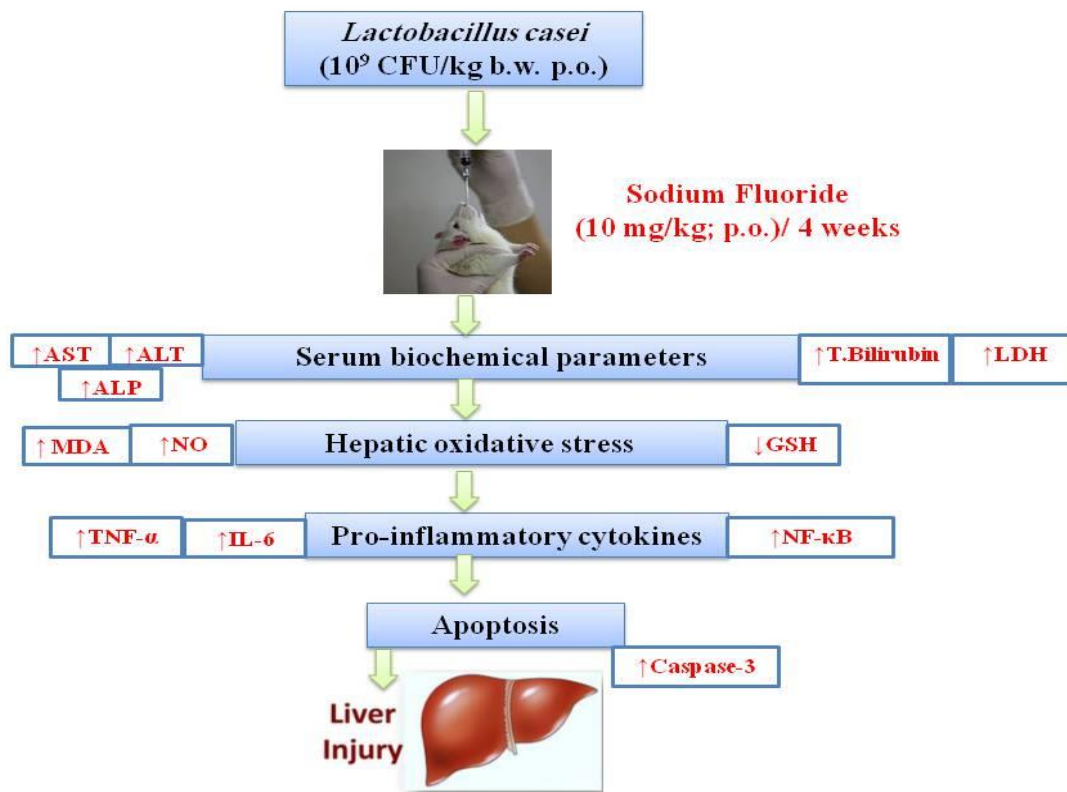 Lactobacillus casei
(10⁹ CFU/kg b.w. p.o.)
Sodium Fluoride
(10 mg/kg; p.o.)/ 4 weeks
↑AST
↑ALT
↑ALP
Serum biochemical parameters
↑T.Bilirubin
↑LDH
↑MDA
↑NO
Hepatic oxidative stress
↓GSH
↑TNF-α
↑IL-6
Pro-inflammatory cytokines
↑NF-κB
Apoptosis
↑Caspase-3
Liver
Injury